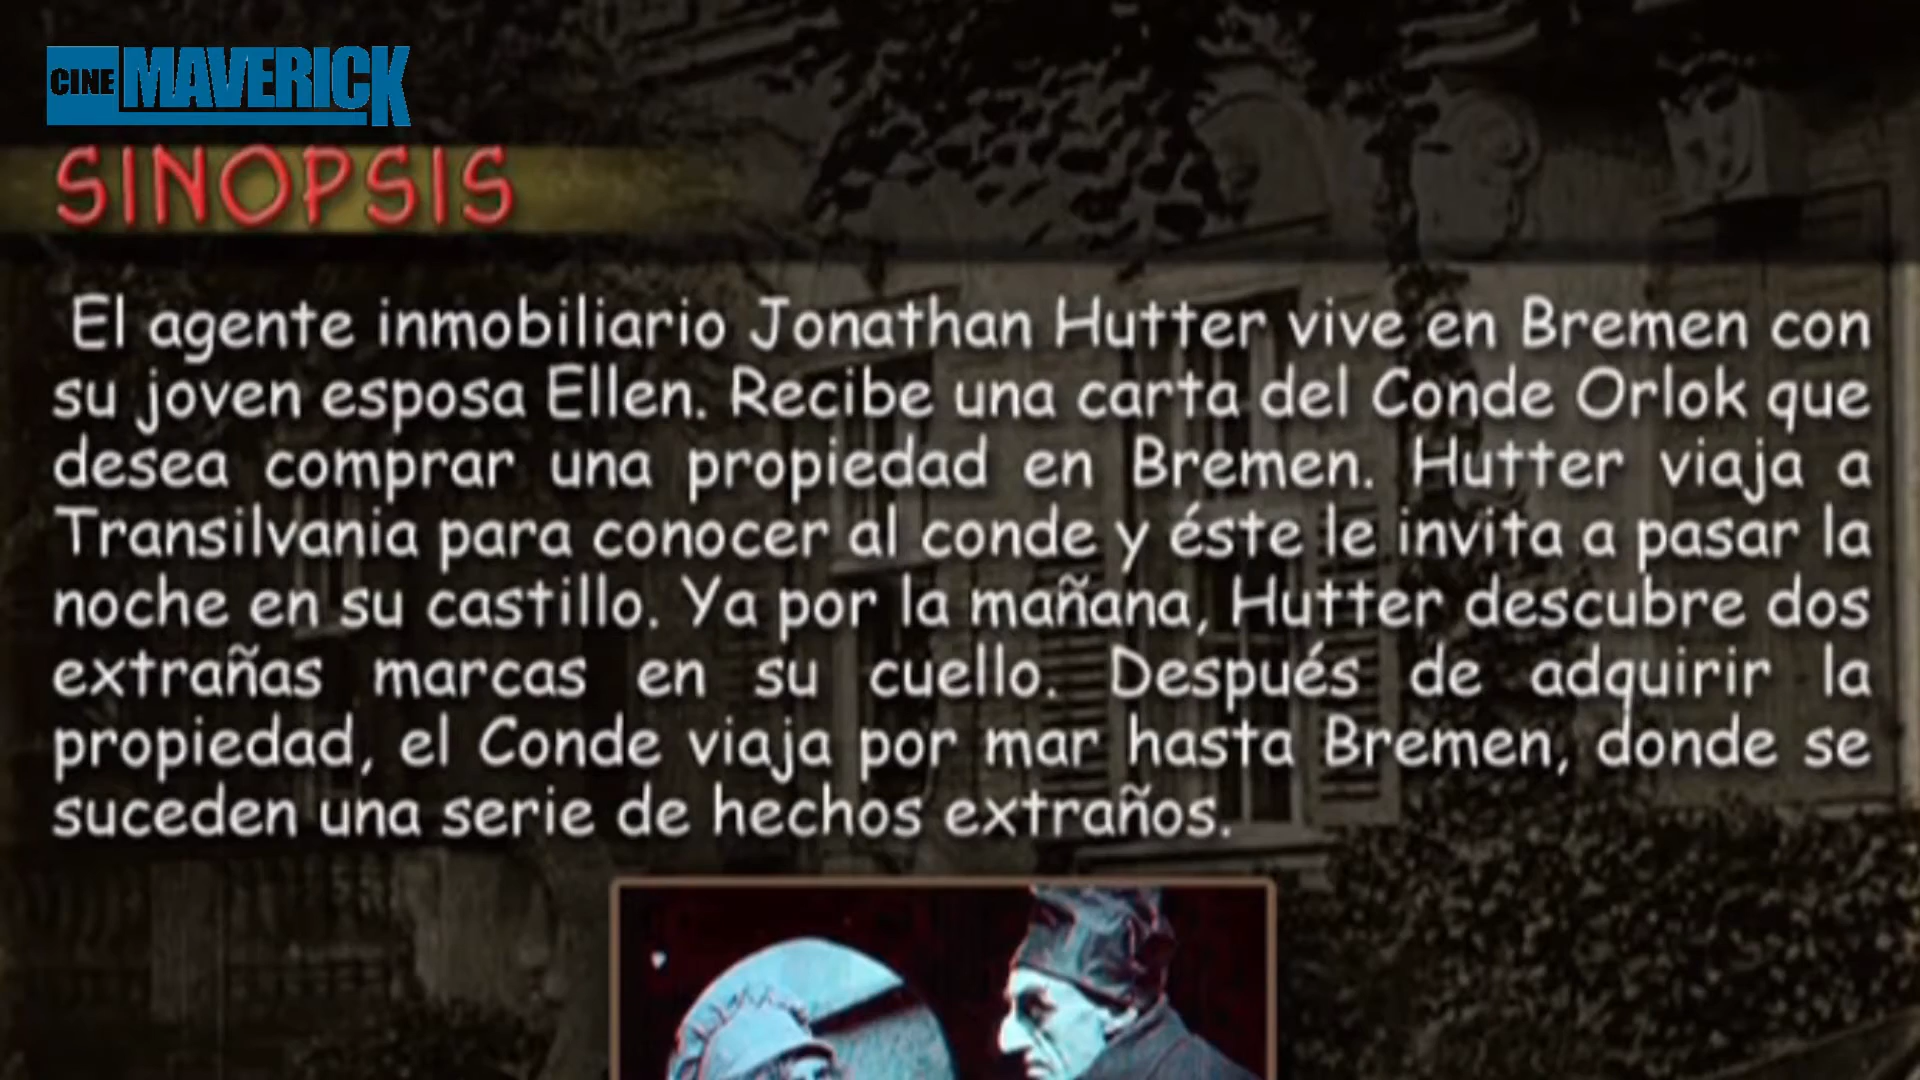 CINE MAVERICK
SINOPSIS
El agente inmobiliario Jonathan Hutter vive en Bremen con
su joven esposa Ellen. Recibe una carta del Conde Orlok que
desea comprar una propiedad en Bremen. Hutter viaja a
Transilvania para conocer al conde y éste le invita a pasar la
noche en su castillo. Ya por la mañana, Hutter descubre dos
extrañas marcas en su cuello. Después de adquirir la
propiedad, el Conde viaja por mar hasta Bremen, donde se
suceden una serie de hechos extraños.